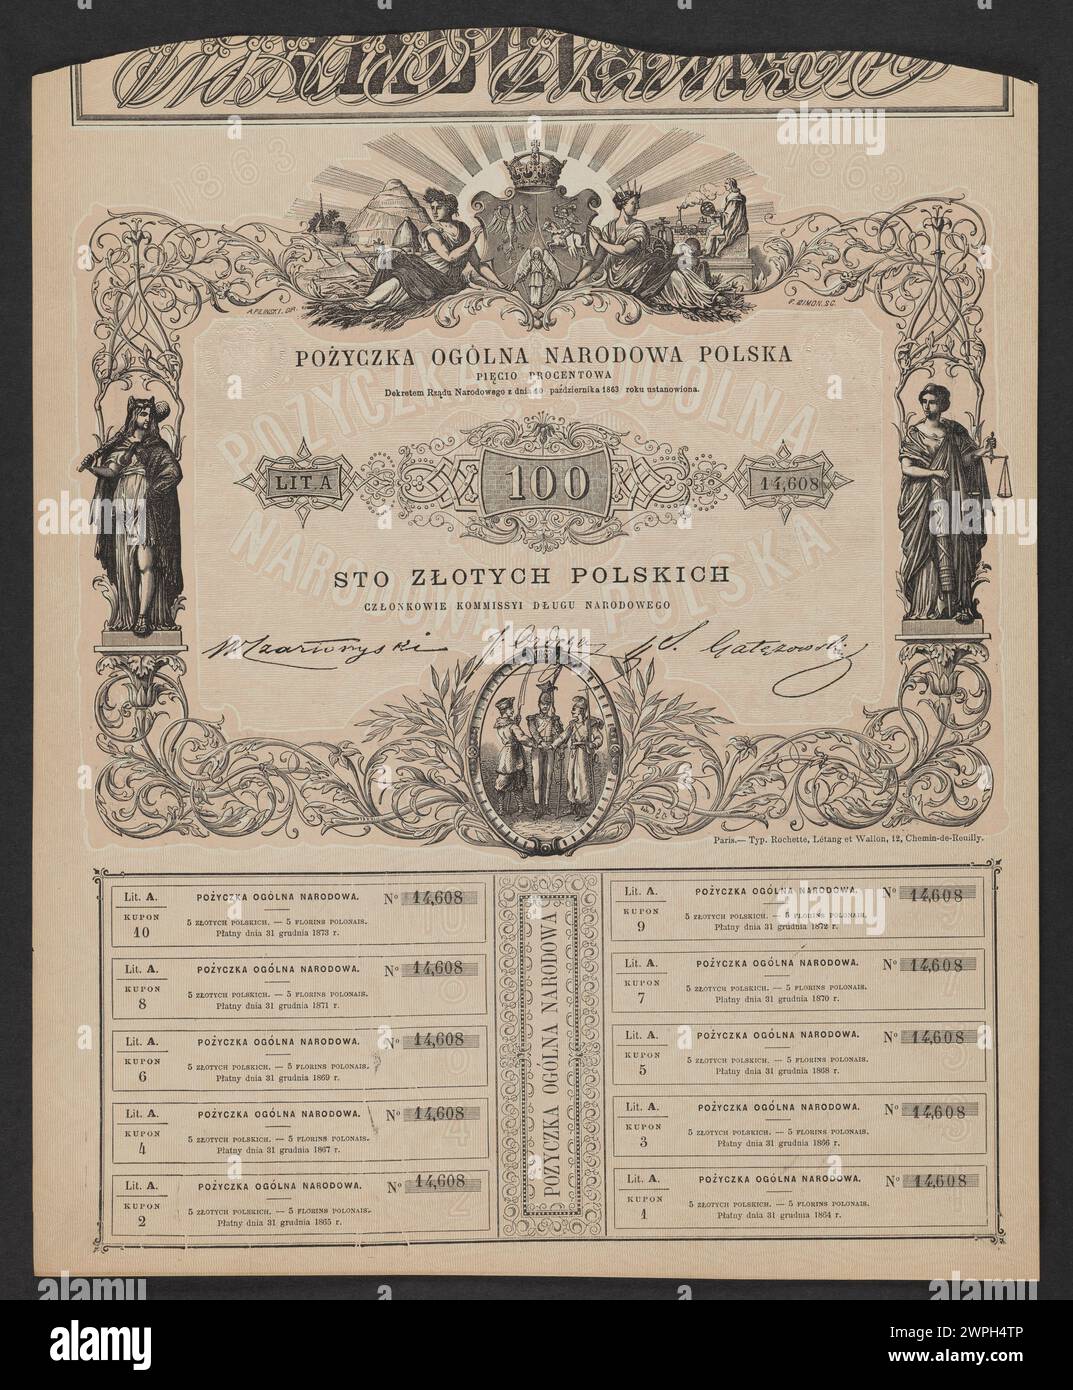 1863
1863
A.PILINSKI.DR.
POŻYCZKA OGÓLNA NARODOWA POLSKA
PIĘCIO PROCENTOWA
Dekretem Rządu Narodowego z dnia 10 października 1863 roku ustanowiona.
POŻYCZKA OGÓLNA
NARODOWA POLSKA
LIT.A
100
14,608
STO ZŁOTYCH POLSKICH
CZŁONKOWIE KOMMISSYI DŁUGU NARODOWEGO
W Czartoryski J. Ordęga S. Gałęzowski
Paris.— Typ. Rochette, Létang et Wallon, 12, Chemin-de-Reuilly.
POŻYCZKA OGÓLNA NARODOWA
Lit. A. POŻYCZKA OGÓLNA NARODOWA. No 14,608
KUPON 5 ZŁOTYCH POLSKICH. — 5 FLORINS POLONAIS.
10 Płatny dnia 31 grudnia 1873 r.
Lit. A. POŻYCZKA OGÓLNA NARODOWA. No 14,608
KUPON 5 ZŁOTYCH POLSKICH. — 5 FLORINS POLONAIS.
9 Płatny dnia 31 grudnia 1872 r.
Lit. A. POŻYCZKA OGÓLNA NARODOWA. No 14,608
KUPON 5 ZŁOTYCH POLSKICH. — 5 FLORINS POLONAIS.
8 Płatny dnia 31 grudnia 1871 r.
Lit. A. POŻYCZKA OGÓLNA NARODOWA. No 14,608
KUPON 5 ZŁOTYCH POLSKICH. — 5 FLORINS POLONAIS.
7 Płatny dnia 31 grudnia 1870 r.
Lit. A. POŻYCZKA OGÓLNA NARODOWA. No 14,608
KUPON 5 ZŁOTYCH POLSKICH. — 5 FLORINS POLONAIS.
6 Płatny dnia 31 grudnia 1869 r.
Lit. A. POŻYCZKA OGÓLNA NARODOWA. No 14,608
KUPON 5 ZŁOTYCH POLSKICH. — 5 FLORINS POLONAIS.
5 Płatny dnia 31 grudnia 1868 r.
Lit. A. POŻYCZKA OGÓLNA NARODOWA. No 14,608
KUPON 5 ZŁOTYCH POLSKICH. — 5 FLORINS POLONAIS.
4 Płatny dnia 31 grudnia 1867 r.
Lit. A. POŻYCZKA OGÓLNA NARODOWA. No 14,608
KUPON 5 ZŁOTYCH POLSKICH. — 5 FLORINS POLONAIS.
3 Płatny dnia 31 grudnia 1866 r.
Lit. A. POŻYCZKA OGÓLNA NARODOWA. No 14,608
KUPON 5 ZŁOTYCH POLSKICH. — 5 FLORINS POLONAIS.
2 Płatny dnia 31 grudnia 1865 r.
Lit. A. POŻYCZKA OGÓLNA NARODOWA. No 14,608
KUPON 5 ZŁOTYCH POLSKICH. — 5 FLORINS POLONAIS.
1 Płatny dnia 31 grudnia 1864 r.
alamy
Image ID: 2WPH4TP
www.alamy.com